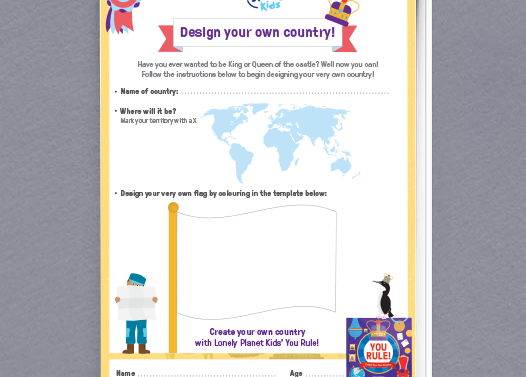 Kids
Design your own country!
Have you ever wanted to be King or Queen of the castle? Well now you can!
Follow the instructions below to begin designing your very own country!
• Name of country:
• Where will it be?
Mark your territory with a X
• Design your very own flag by colouring in the template below:
Create your own country
with Lonely Planet Kids' You Rule!
YOU
RULE!
Name
Age